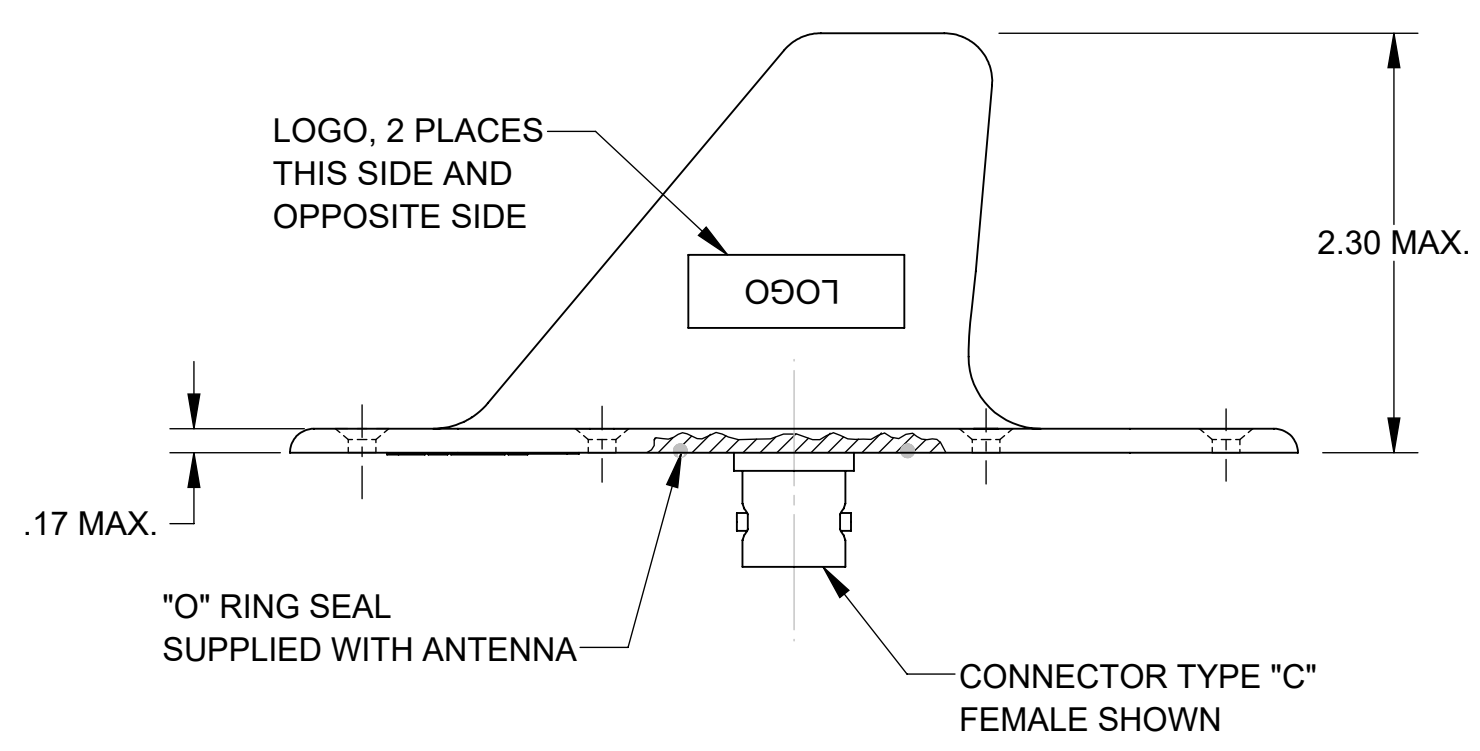 LOGO, 2 PLACES
THIS SIDE AND
OPPOSITE SIDE
2.30 MAX.
LOGO
.17 MAX.
"O" RING SEAL
SUPPLIED WITH ANTENNA
CONNECTOR TYPE "C"
FEMALE SHOWN